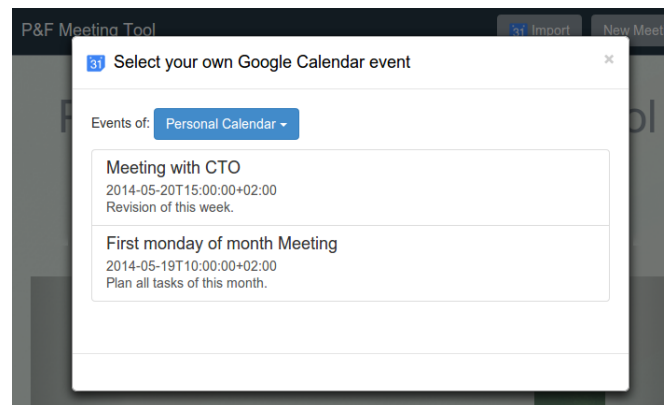 P&F Meeting Tool
31 Import
New Meet
31 Select your own Google Calendar event ×
Events of: Personal Calendar
Meeting with CTO
2014-05-20T15:00:00+02:00
Revision of this week.
First monday of month Meeting
2014-05-19T10:00:00+02:00
Plan all tasks of this month.